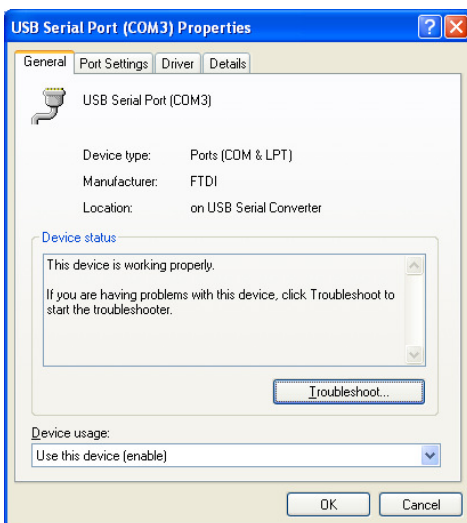 USB Serial Port (COM3) Properties
General Port Settings Driver Details
USB Serial Port (COM3)
Device type: Ports (COM & LPT)
Manufacturer: FTDI
Location: on USB Serial Converter
Device status
This device is working properly.
If you are having problems with this device, click Troubleshoot to
start the troubleshooter.
Troubleshoot...
Device usage:
Use this device (enable)
OK Cancel